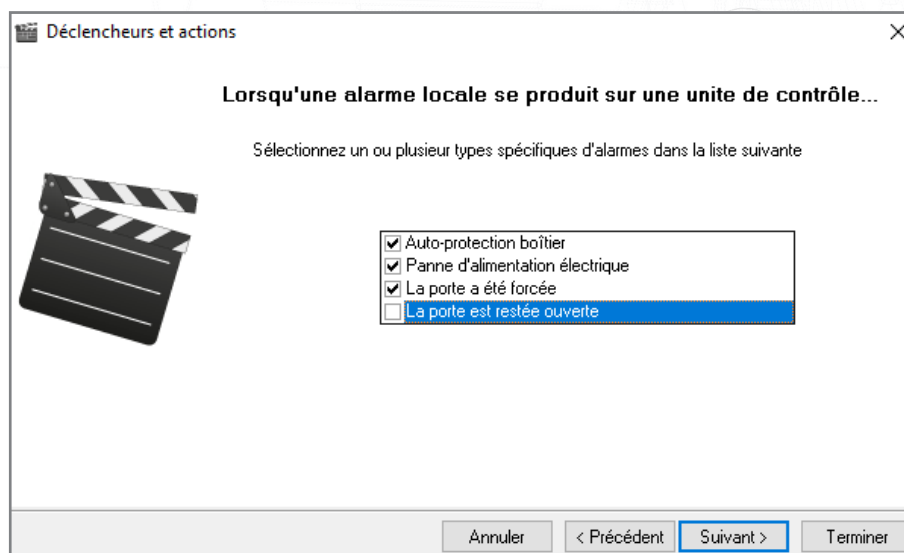 Déclencheurs et actions
Lorsqu'une alarme locale se produit sur une unite de contrôle...
Sélectionnez un ou plusieur types spécifiques d'alarmes dans la liste suivante
Auto-protection boîtier
Panne d'alimentation électrique
La porte a été forcée
La porte est restée ouverte
Annuler
< Précédent
Suivant >
Terminer